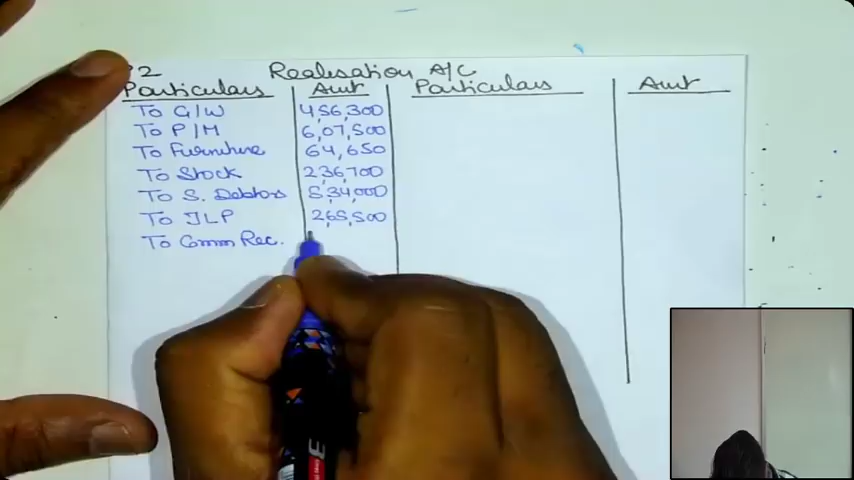 P2 Realisation A/C
Particulars Amt Particulars Amt
To G/W 4,56,300
To P/M 6,07,500
To Furniture 64,650
To Stock 2,36,700
To S. Debtors 5,34,000
To JLP 2,65,500
To Comm Rec.